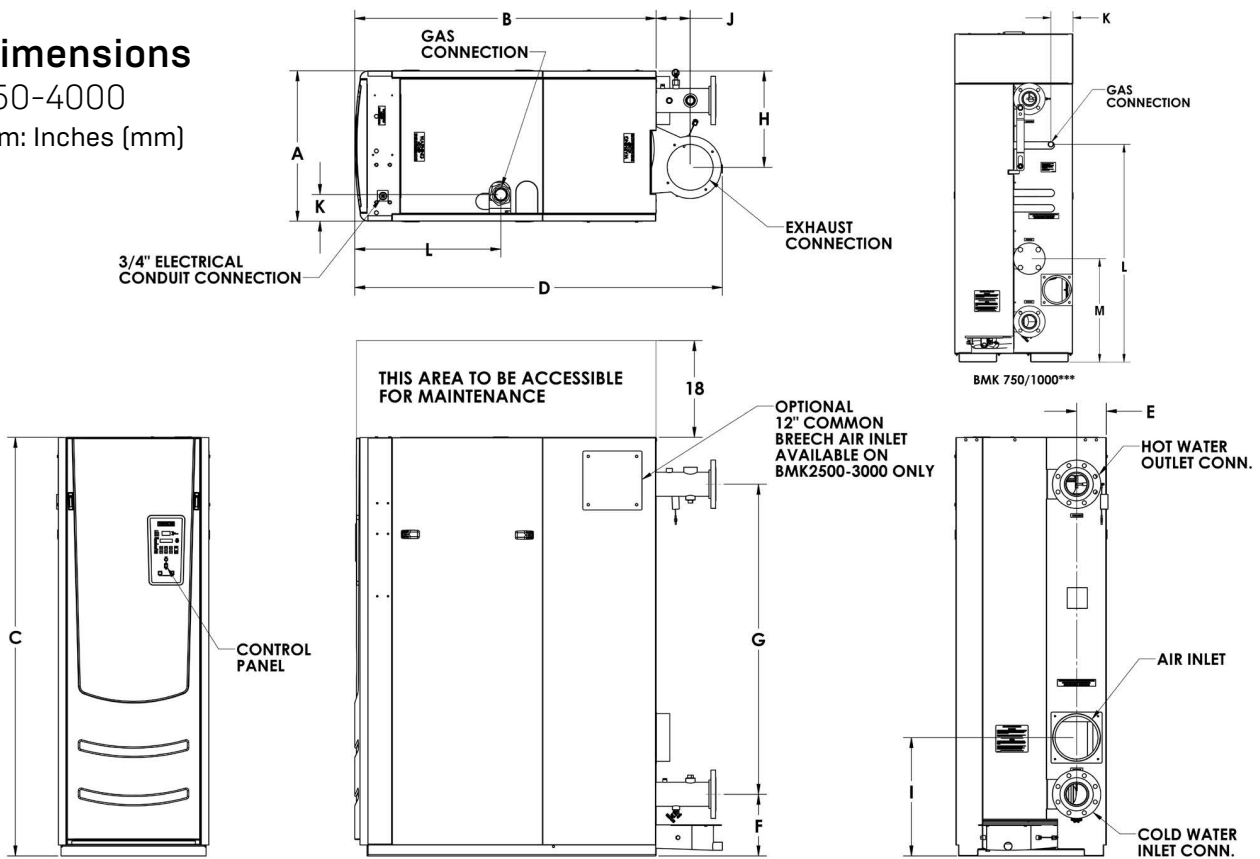 imensions
50-4000
m: Inches (mm)
B
J
K
GAS
CONNECTION
GAS
CONNECTION
A
H
K
L
EXHAUST
CONNECTION
3/4" ELECTRICAL
CONDUIT CONNECTION
D
L
M
BMK 750/1000***
THIS AREA TO BE ACCESSIBLE
FOR MAINTENANCE
18
OPTIONAL
12" COMMON
BREECH AIR INLET
AVAILABLE ON
BMK2500-3000 ONLY
E
HOT WATER
OUTLET CONN.
C
CONTROL
PANEL
G
AIR INLET
I
F
COLD WATER
INLET CONN.